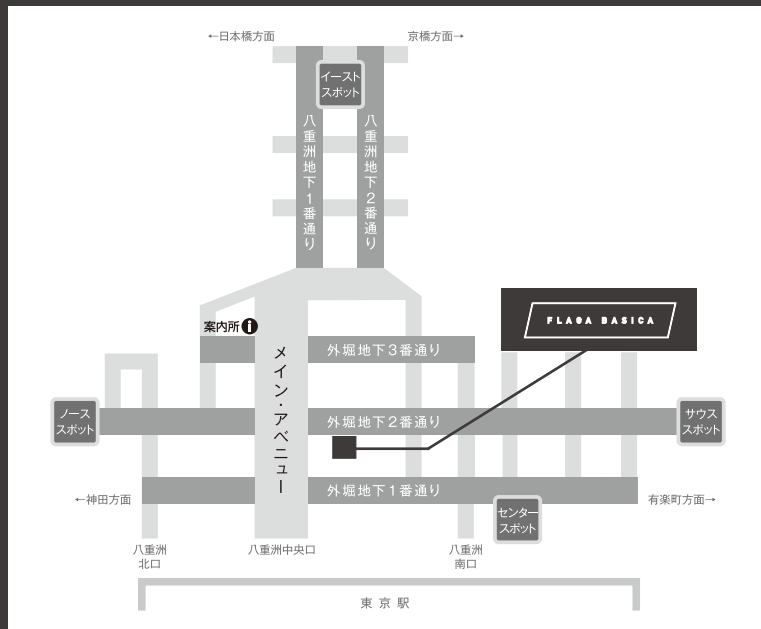 ←日本橋方面
京橋方面→
イースト
スポット
八重洲地下1番通り
八重洲地下2番通り
FLAGA BASICA
案内所 i
メイン・アベニュー
外堀地下3番通り
外堀地下2番通り
外堀地下1番通り
ノース
スポット
サウス
スポット
←神田方面
有楽町方面→
センター
スポット
八重洲
北口
八重洲中央口
八重洲
南口
東京駅